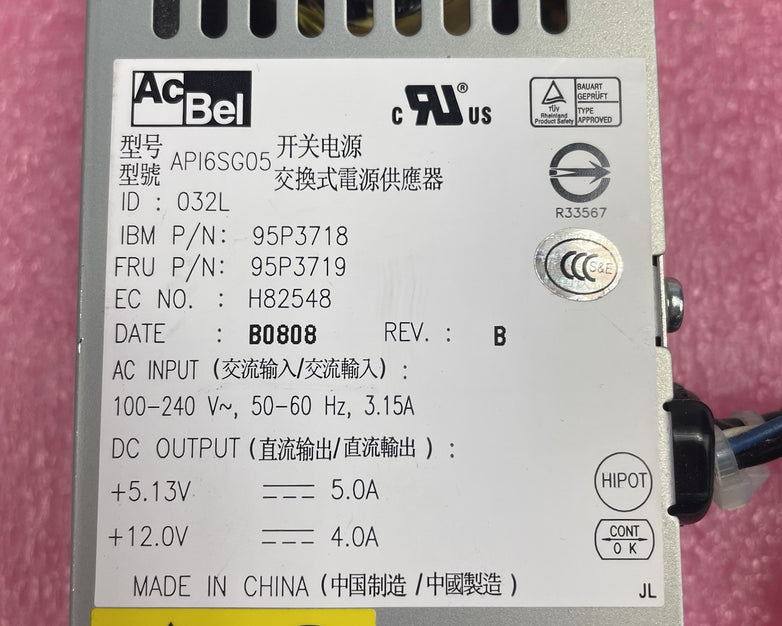 AcBel
c RU ® US
TÜV Rheinland Product Safety
BAUART GEPRÜFT
TYPE APPROVED
型号
型號
API6SG05
开关电源
交換式電源供應器
R33567
ID : 032L
IBM P/N: 95P3718
FRU P/N: 95P3719
CCC S&E
EC NO. : H82548
DATE : B0808 REV. : B
AC INPUT (交流输入/交流輸入) :
100-240 V~, 50-60 Hz, 3.15A
DC OUTPUT (直流输出/直流輸出) :
+5.13V 5.0A
HIPOT
+12.0V 4.0A
CONT
O K
MADE IN CHINA (中国制造 /中國製造)
JL